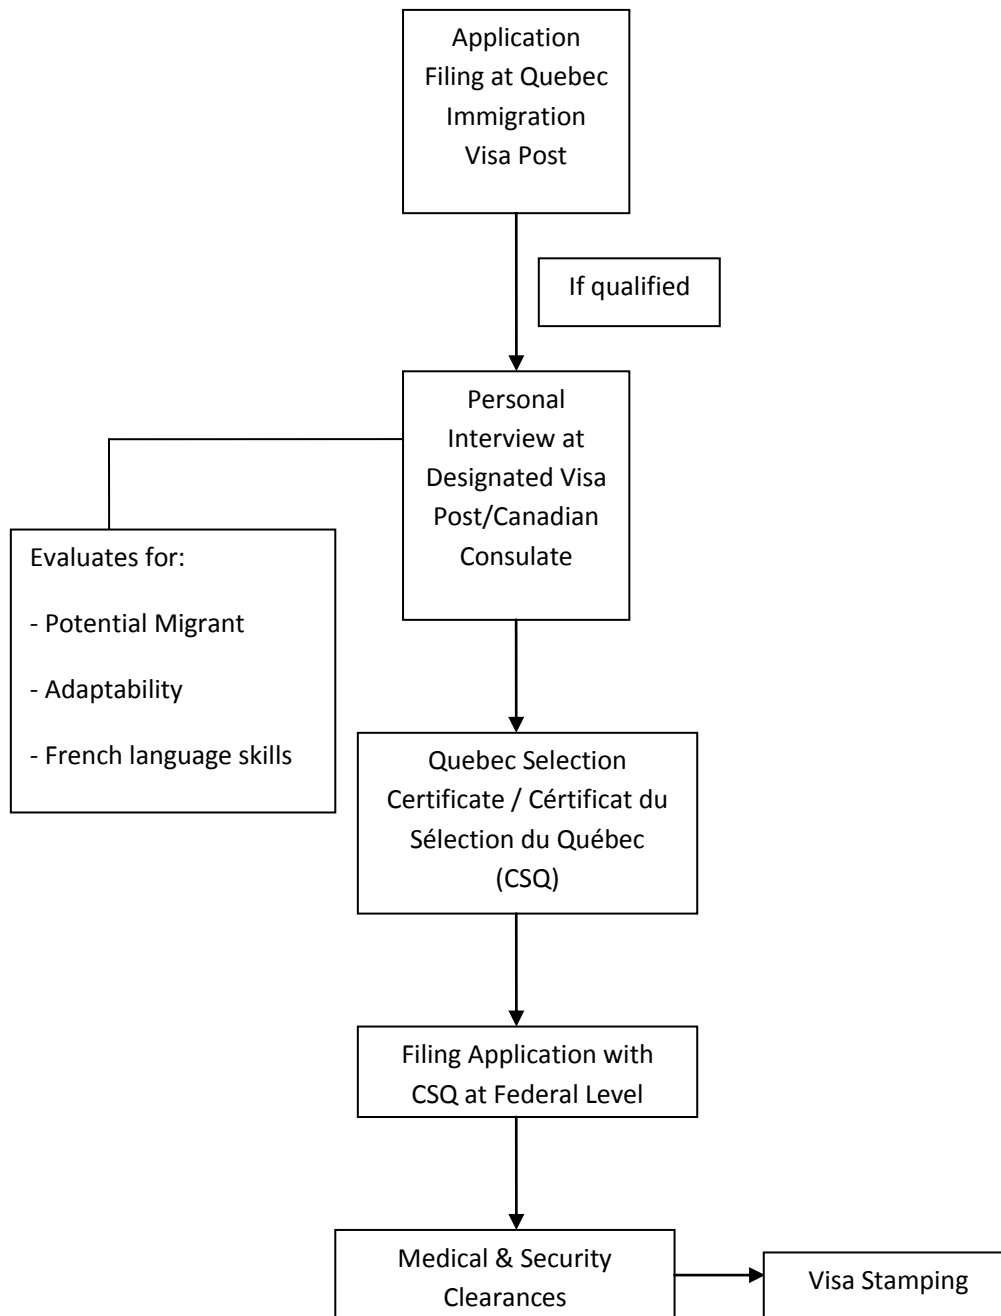 Application
Filing at Quebec
Immigration
Visa Post
If qualified
Personal
Interview at
Designated Visa
Post/Canadian
Consulate
Evaluates for:
- Potential Migrant
- Adaptability
- French language skills
Quebec Selection
Certificate / Cértificat du
Sélection du Québec
(CSQ)
Filing Application with
CSQ at Federal Level
Medical & Security
Clearances
Visa Stamping